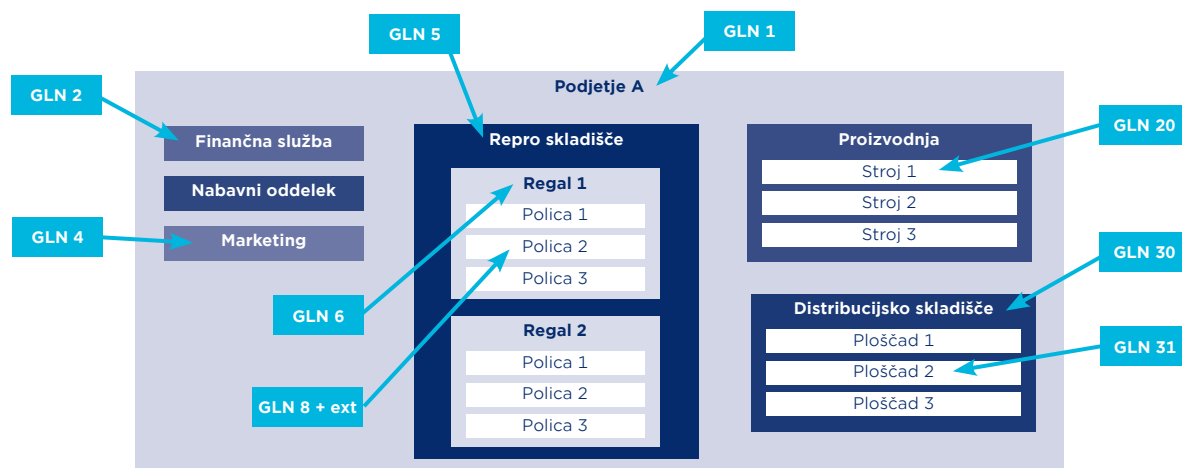 GLN 5
GLN 1
Podjetje A
GLN 2
Finančna služba
Nabavni oddelek
GLN 4
Marketing
Repro skladišče
Regal 1
Polica 1
Polica 2
Polica 3
GLN 6
Regal 2
Polica 1
Polica 2
Polica 3
GLN 8 + ext
Proizvodnja
Stroj 1
Stroj 2
Stroj 3
GLN 20
GLN 30
Distribucijsko skladišče
Ploščad 1
Ploščad 2
Ploščad 3
GLN 31